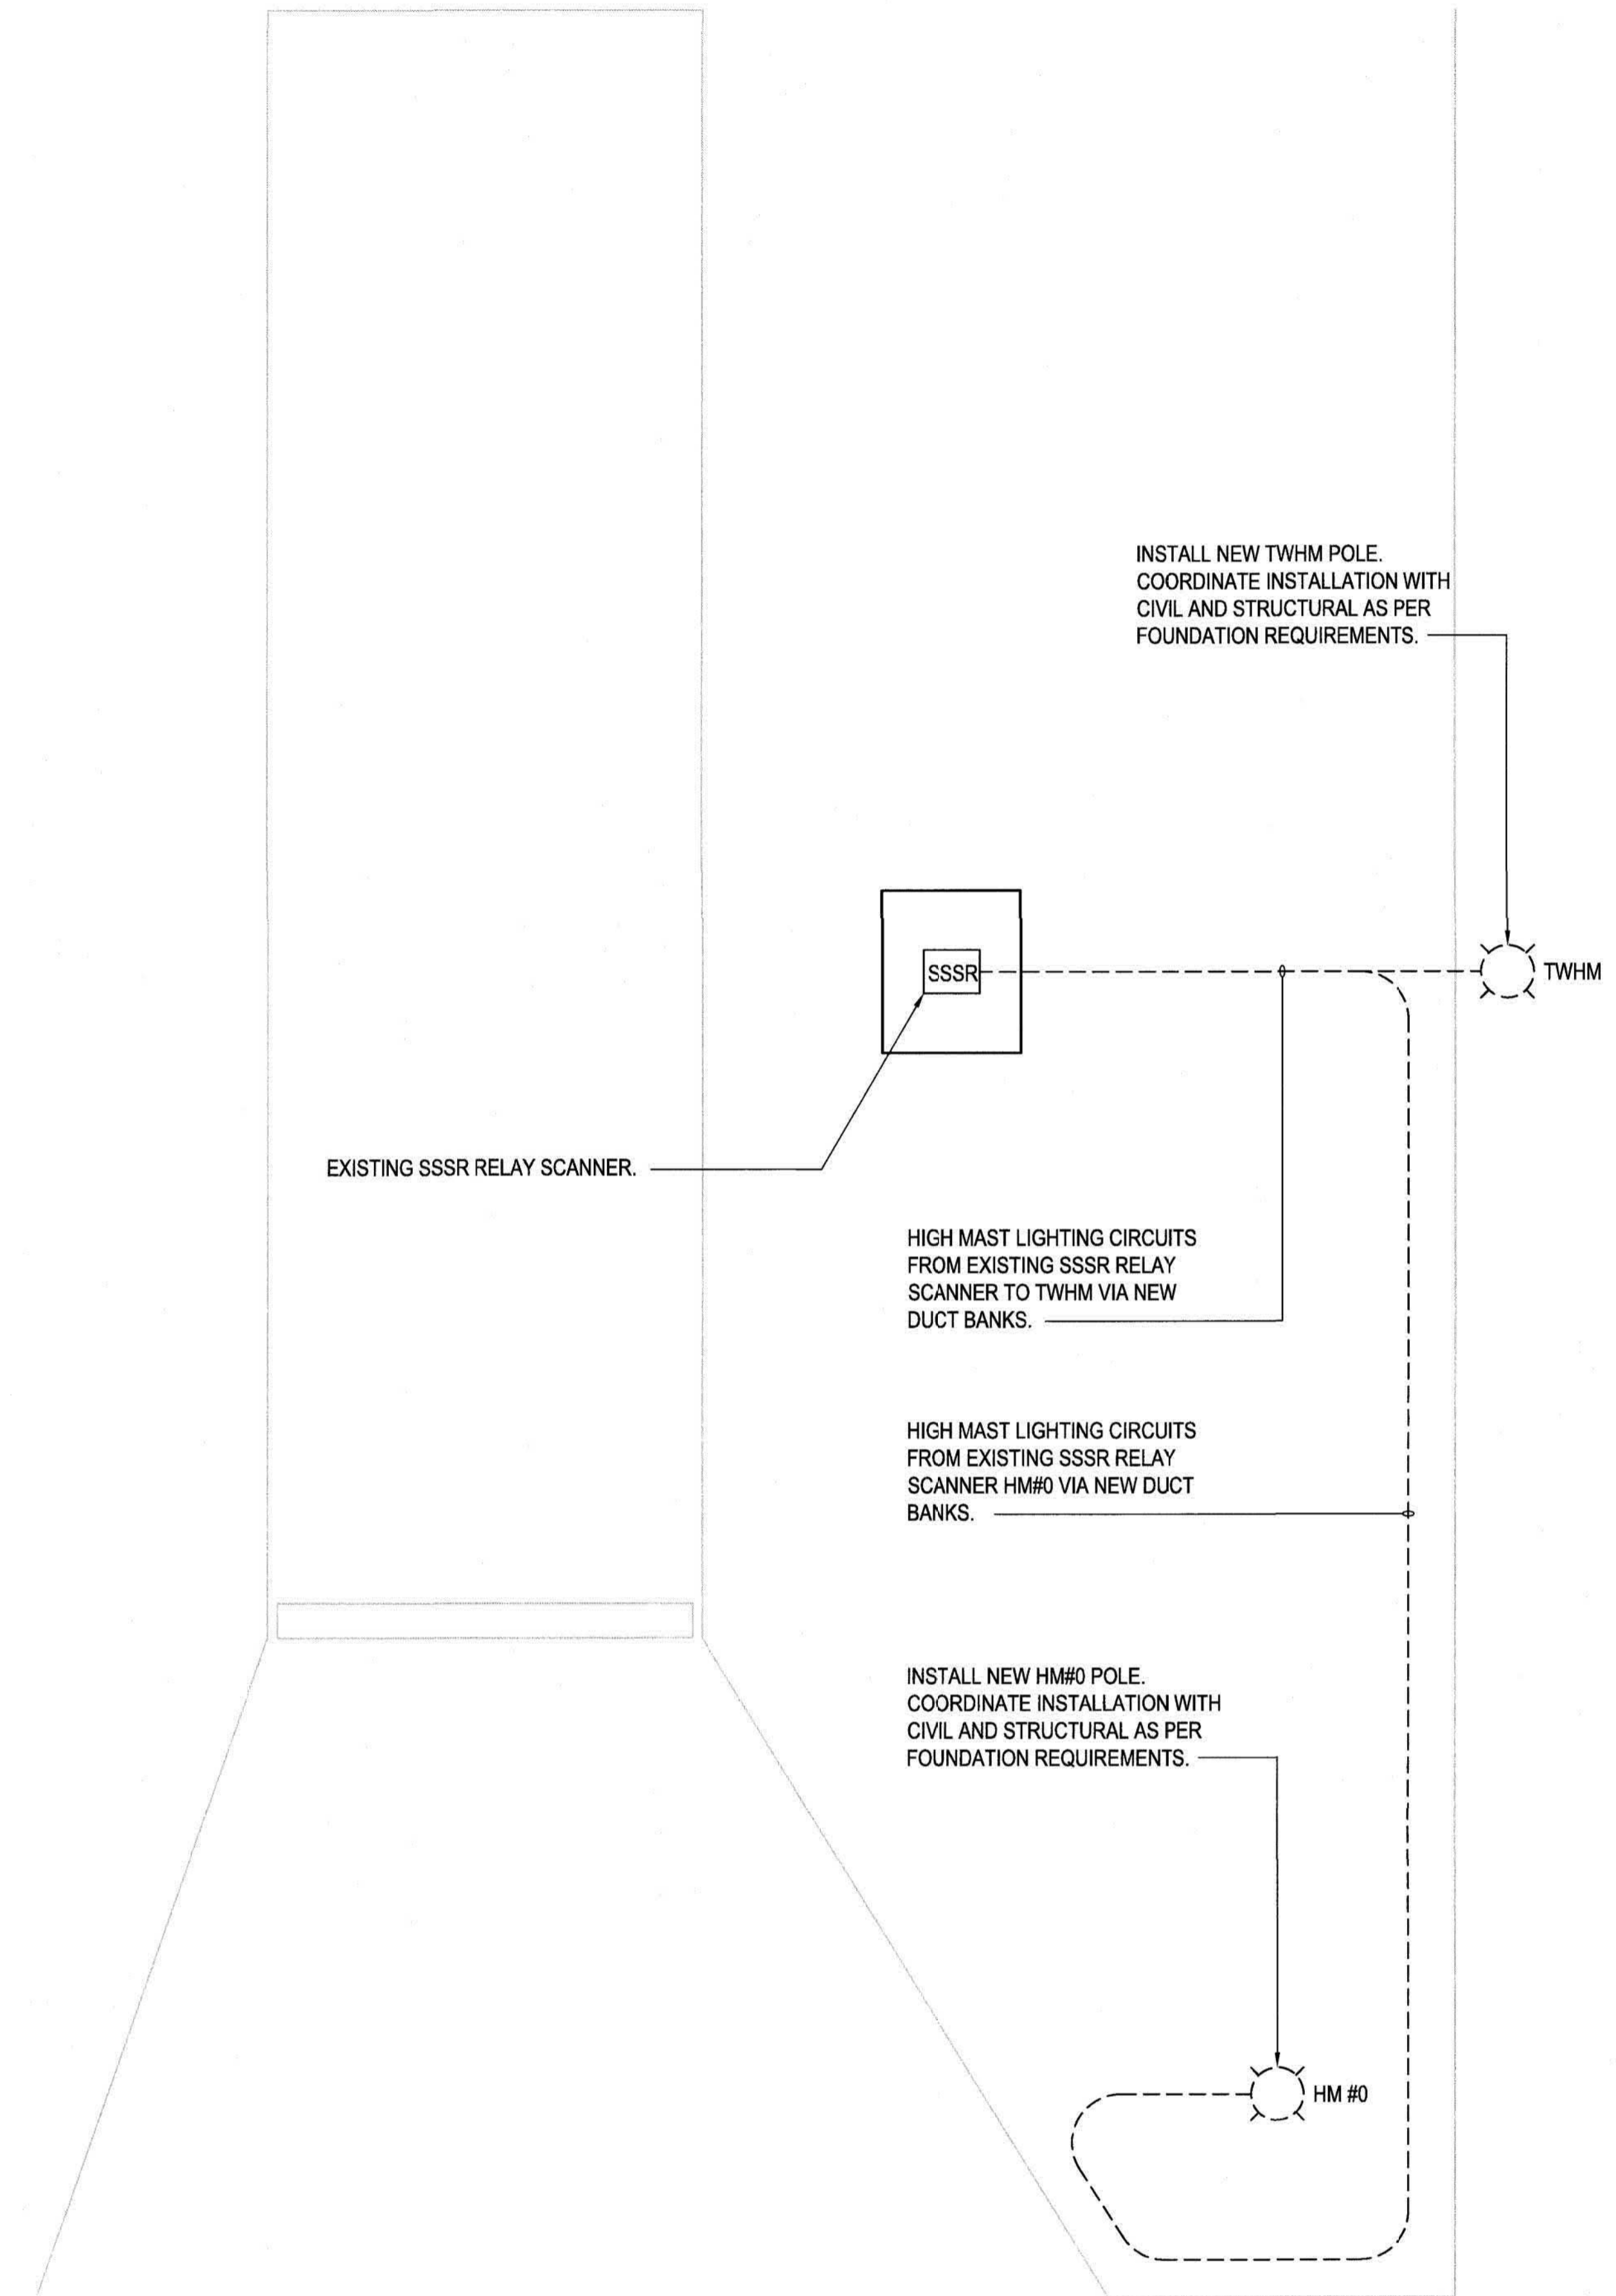 INSTALL NEW TWHM POLE.
COORDINATE INSTALLATION WITH
CIVIL AND STRUCTURAL AS PER
FOUNDATION REQUIREMENTS.
SSSR
TWHM
EXISTING SSSR RELAY SCANNER.
HIGH MAST LIGHTING CIRCUITS
FROM EXISTING SSSR RELAY
SCANNER TO TWHM VIA NEW
DUCT BANKS.
HIGH MAST LIGHTING CIRCUITS
FROM EXISTING SSSR RELAY
SCANNER HM#0 VIA NEW DUCT
BANKS.
INSTALL NEW HM#0 POLE.
COORDINATE INSTALLATION WITH
CIVIL AND STRUCTURAL AS PER
FOUNDATION REQUIREMENTS.
HM #0